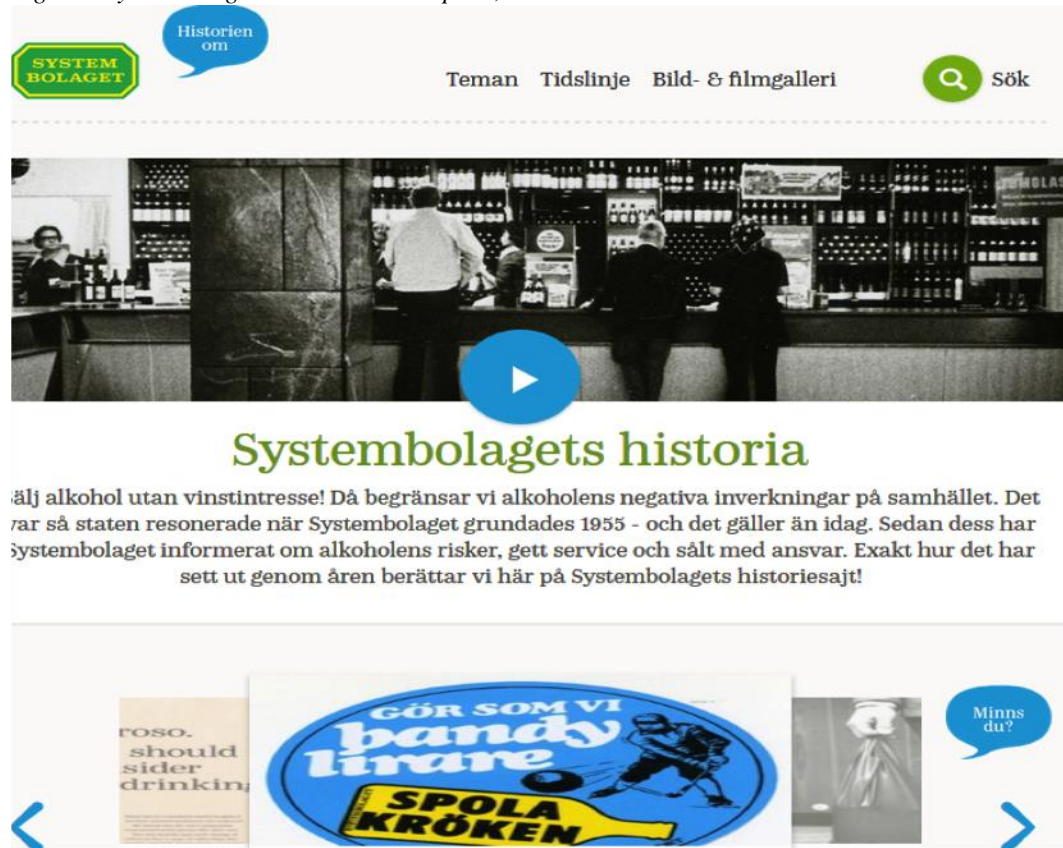 Historien
om
SYSTEM
BOLAGET
Teman Tidslinje Bild- & filmgalleri
Sök
Systembolagets historia
älj alkohol utan vinstintresse! Då begränsar vi alkoholens negativa inverkningar på samhället. Det
var så staten resonerade när Systembolaget grundades 1955 - och det gäller än idag. Sedan dess har
Systembolaget informerat om alkoholens risker, gett service och sålt med ansvar. Exakt hur det har
sett ut genom åren berättar vi här på Systembolagets historiesajt!
roso.
should
sider
drinking
GÖR SOM VI
bandy
lirare
SPOLA
KRÖKEN
Minns
du?